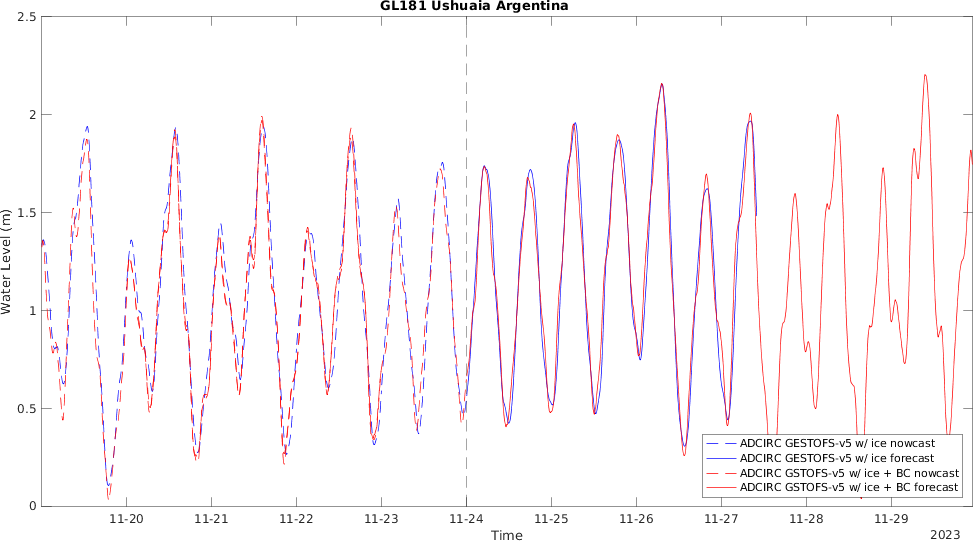 GL181 Ushuaia Argentina
2.5
2
1.5
1
0.5
0
Water Level (m)
11-20
11-21
11-22
11-23
11-24
11-25
11-26
11-27
11-28
11-29
Time
2023
ADCIRC GESTOFS-v5 w/ ice nowcast
ADCIRC GESTOFS-v5 w/ ice forecast
ADCIRC GSTOFS-v5 w/ ice + BC nowcast
ADCIRC GSTOFS-v5 w/ ice + BC forecast